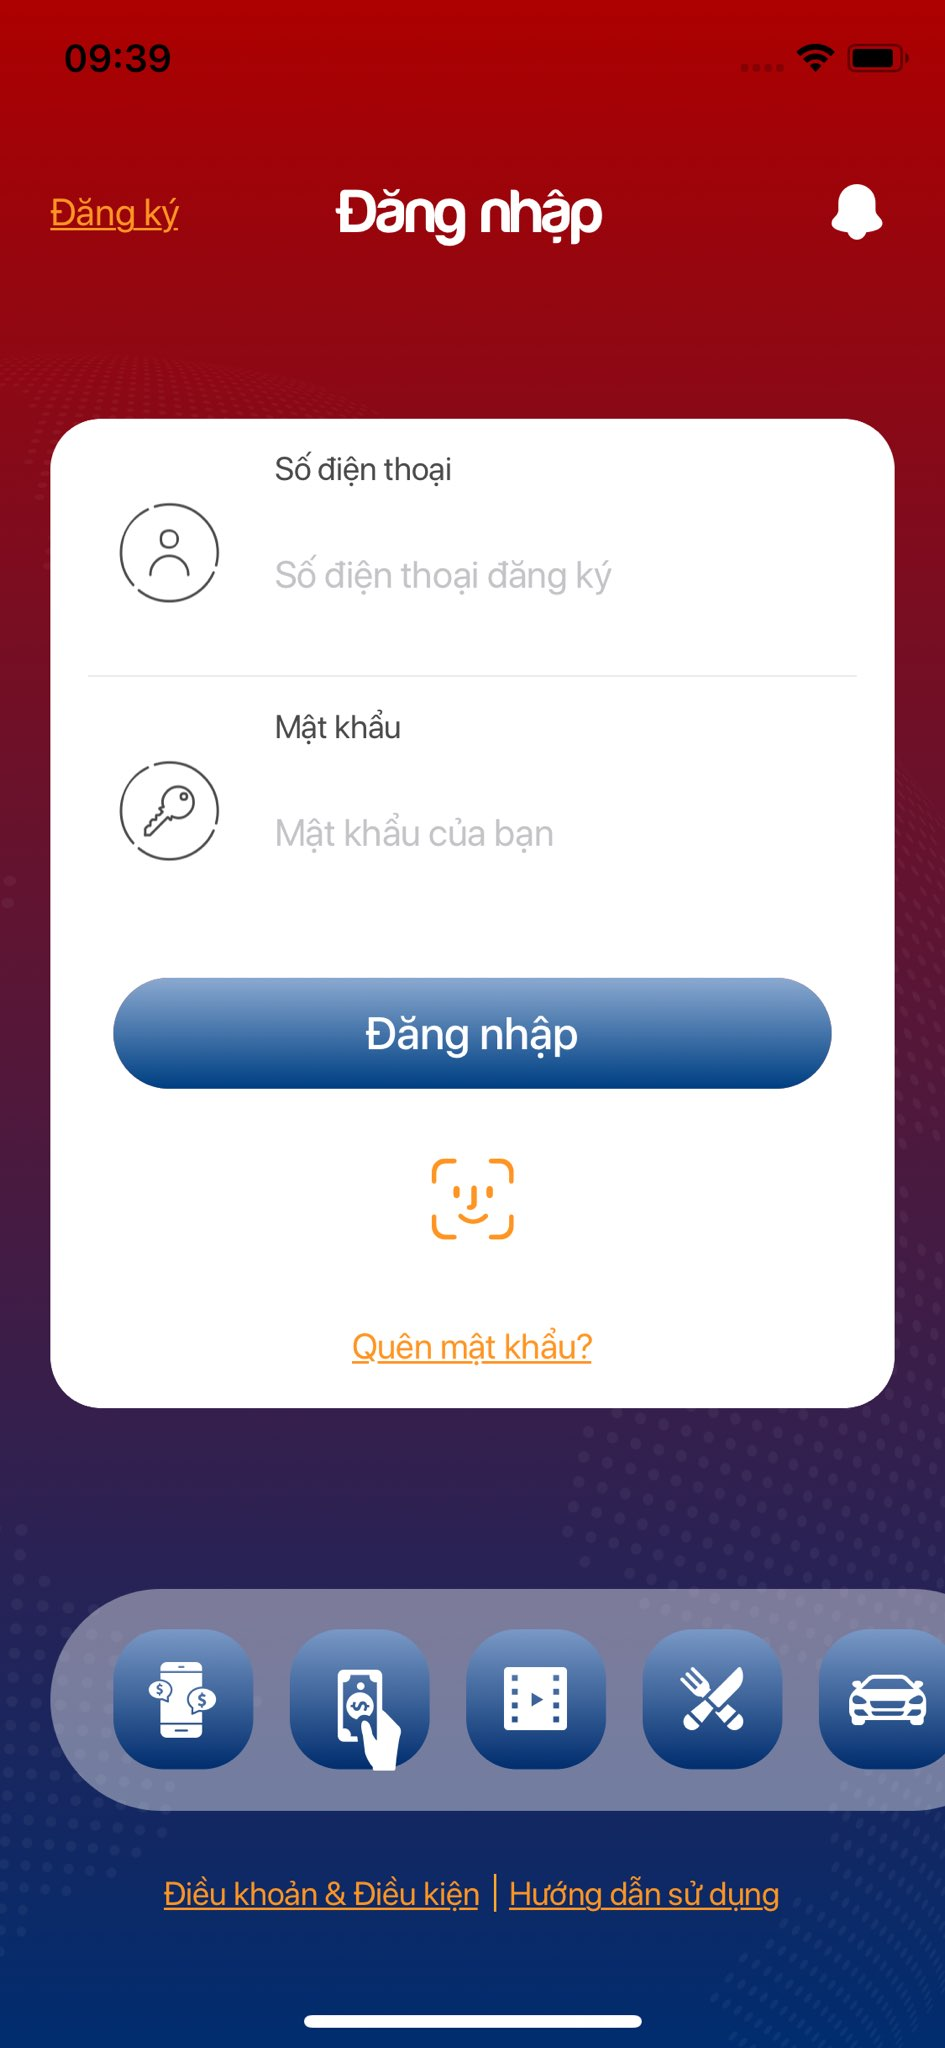 09:39
Đăng ký
Đăng nhập
Số điện thoại
Số điện thoại đăng ký
Mật khẩu
Mật khẩu của bạn
Đăng nhập
Quên mật khẩu?
$ $
$
Điều khoản & Điều kiện | Hướng dẫn sử dụng